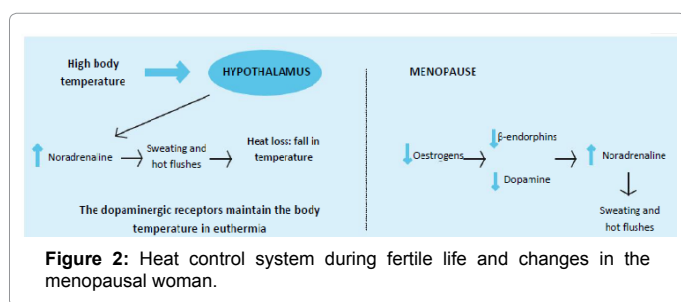 High body
temperature
HYPOTHALAMUS
Noradrenaline
Sweating and
hot flushes
Heat loss: fall in
temperature
The dopaminergic receptors maintain the body
temperature in euthermia
MENOPAUSE
Oestrogens
β-endorphins
Dopamine
Noradrenaline
Sweating and
hot flushes
Figure 2: Heat control system during fertile life and changes in the
menopausal woman.